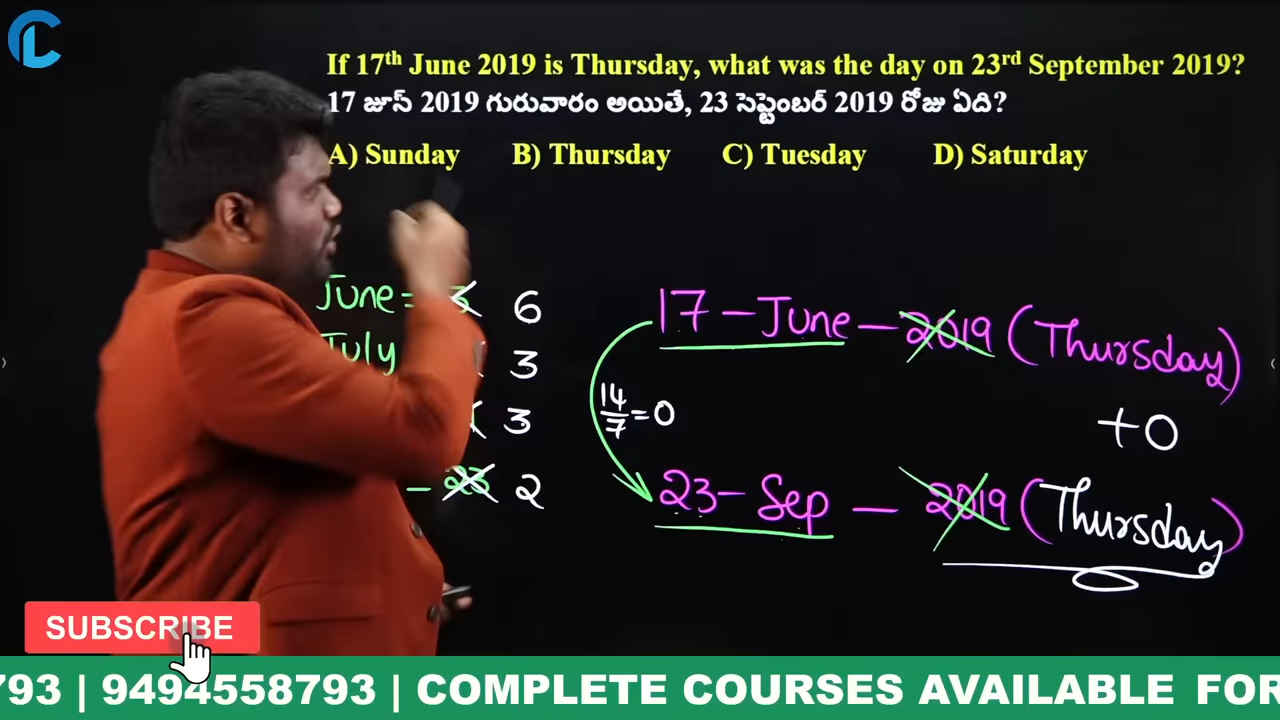 If 17th June 2019 is Thursday, what was the day on 23rd September 2019?
17 జూన్ 2019 గురువారం అయితే, 23 సెప్టెంబర్ 2019 రోజు ఏది?
A) Sunday B) Thursday C) Tuesday D) Saturday
June = 6
July 3
3
- 23 2
17 - June - 2019 (Thursday)
14/7 = 0
+0
23 - Sep - 2019 (Thursday)
SUBSCRIBE
793 | 9494558793 | COMPLETE COURSES AVAILABLE FOR